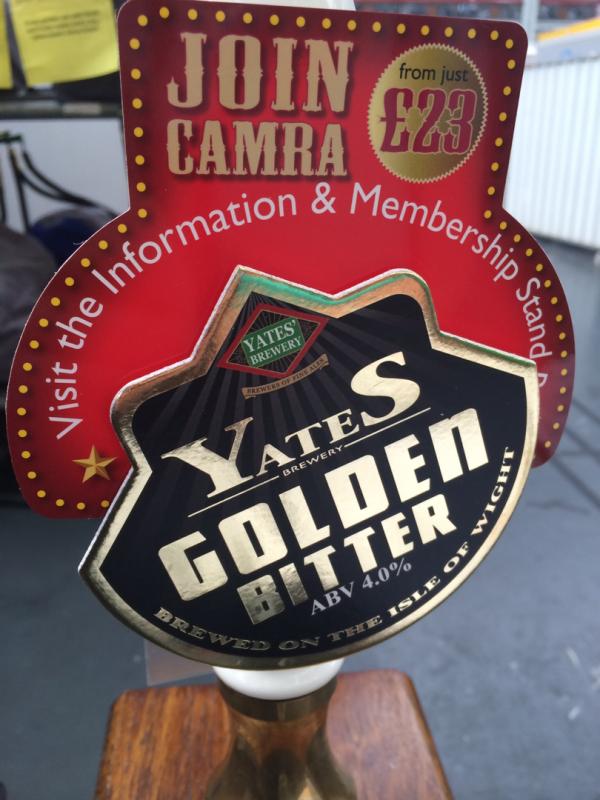 JOIN
CAMRA
from just
£23
Visit the Information & Membership Stand
YATES'
BREWERY
BREWERS OF FINE ALES
YATES
BREWERY
GOLDEN
BITTER
ABV 4.0%
BREWED ON THE ISLE OF WIGHT